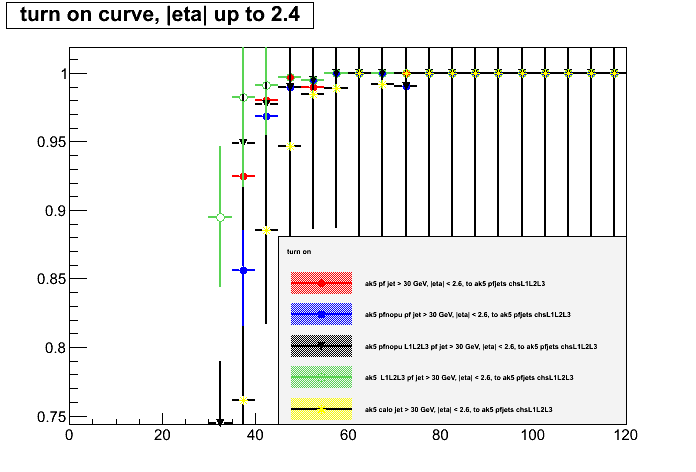 turn on curve, |eta| up to 2.4
1
0.95
0.9
0.85
0.8
0.75
0 20 40 60 80 100 120
turn on
ak5 pf jet > 30 GeV, |eta| < 2.6, to ak5 pfjets chsL1L2L3
ak5 pfnopu pf jet > 30 GeV, |eta| < 2.6, to ak5 pfjets chsL1L2L3
ak5 pfnopu L1L2L3 pf jet > 30 GeV, |eta| < 2.6, to ak5 pfjets chsL1L2L3
ak5 L1L2L3 pf jet > 30 GeV, |eta| < 2.6, to ak5 pfjets chsL1L2L3
ak5 calo jet > 30 GeV, |eta| < 2.6, to ak5 pfjets chsL1L2L3